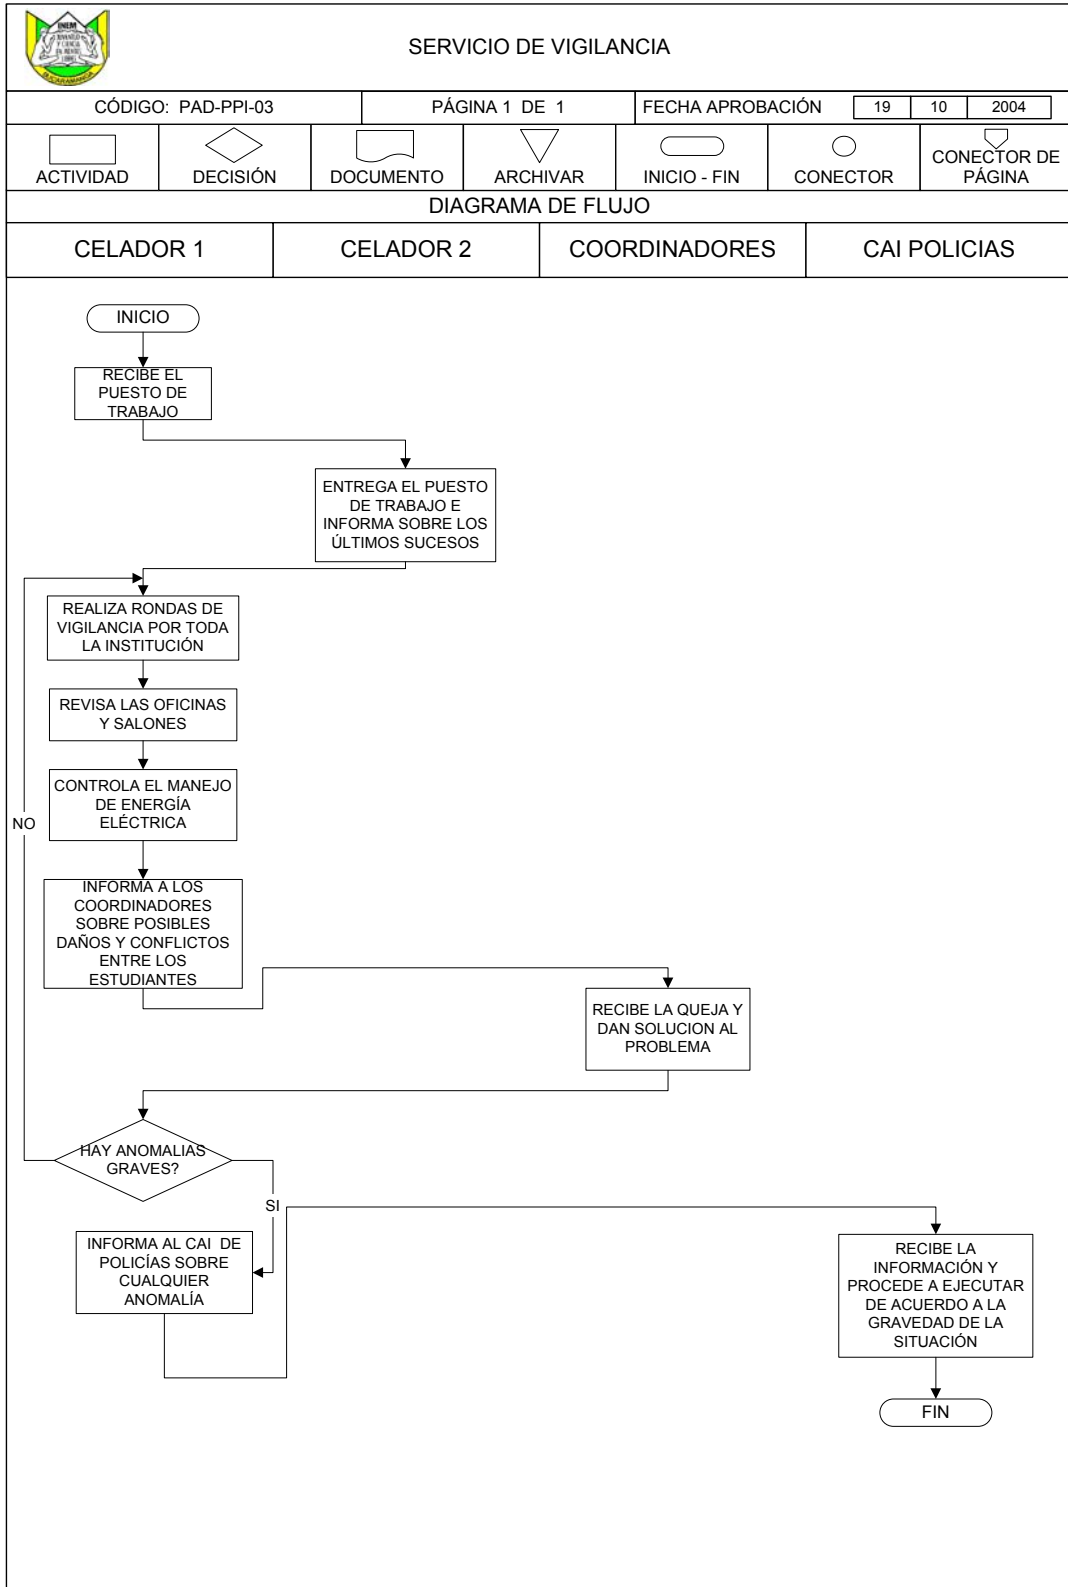 INEM
JUVENTUD
Y CIENCIA
BUCARAMANGA
SERVICIO DE VIGILANCIA
CÓDIGO: PAD-PPI-03
PÁGINA 1 DE 1
FECHA APROBACIÓN
19
10
2004
ACTIVIDAD
DECISIÓN
DOCUMENTO
ARCHIVAR
INICIO - FIN
CONECTOR
CONECTOR DE
PÁGINA
DIAGRAMA DE FLUJO
CELADOR 1
CELADOR 2
COORDINADORES
CAI POLICIAS
INICIO
RECIBE EL
PUESTO DE
TRABAJO
ENTREGA EL PUESTO
DE TRABAJO E
INFORMA SOBRE LOS
ÚLTIMOS SUCESOS
REALIZA RONDAS DE
VIGILANCIA POR TODA
LA INSTITUCIÓN
REVISA LAS OFICINAS
Y SALONES
CONTROLA EL MANEJO
DE ENERGÍA
ELÉCTRICA
NO
INFORMA A LOS
COORDINADORES
SOBRE POSIBLES
DAÑOS Y CONFLICTOS
ENTRE LOS
ESTUDIANTES
RECIBE LA QUEJA Y
DAN SOLUCION AL
PROBLEMA
HAY ANOMALIAS
GRAVES?
SI
INFORMA AL CAI DE
POLICÍAS SOBRE
CUALQUIER
ANOMALÍA
RECIBE LA
INFORMACIÓN Y
PROCEDE A EJECUTAR
DE ACUERDO A LA
GRAVEDAD DE LA
SITUACIÓN
FIN